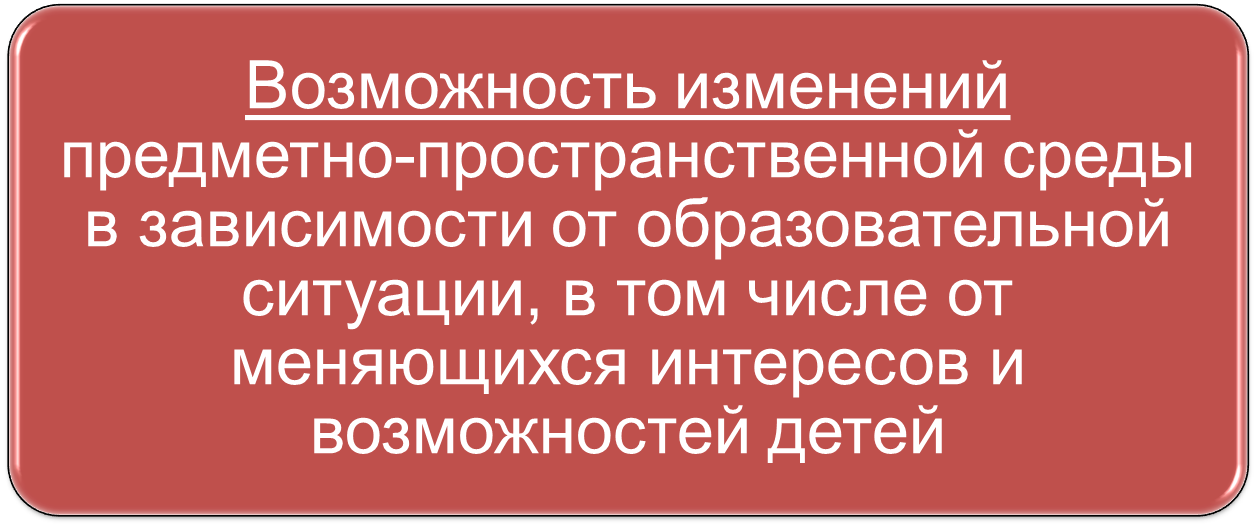 Возможность изменений
предметно-пространственной среды
в зависимости от образовательной
ситуации, в том числе от
меняющихся интересов и
возможностей детей